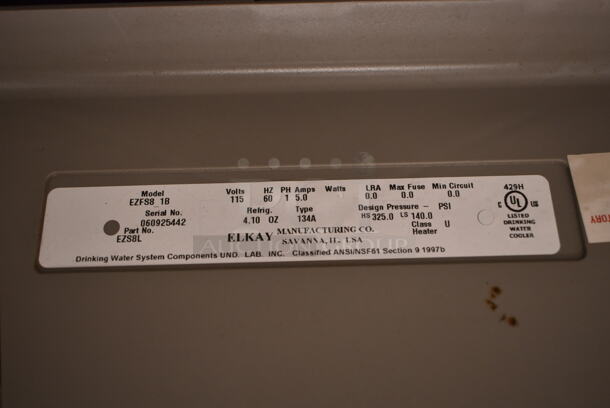 Model Volts HZ PH Amps Watts LRA Max Fuse Min Circuit 429H
EZFS8_1B 115 60 1 5.0 0.0 0.0 0.0
Serial No. Refrig. Type Design Pressure - PSI
060925442 4.10 OZ 134A HS 325.0 LS 140.0
Part No. Class U
EZS8L Heater
ELKAY MANUFACTURING CO.
SAVANNA, IL USA
C UL US
LISTED
DRINKING
WATER
COOLER
Drinking Water System Components UND. LAB. INC. Classified ANSI/NSF61 Section 9 1997b